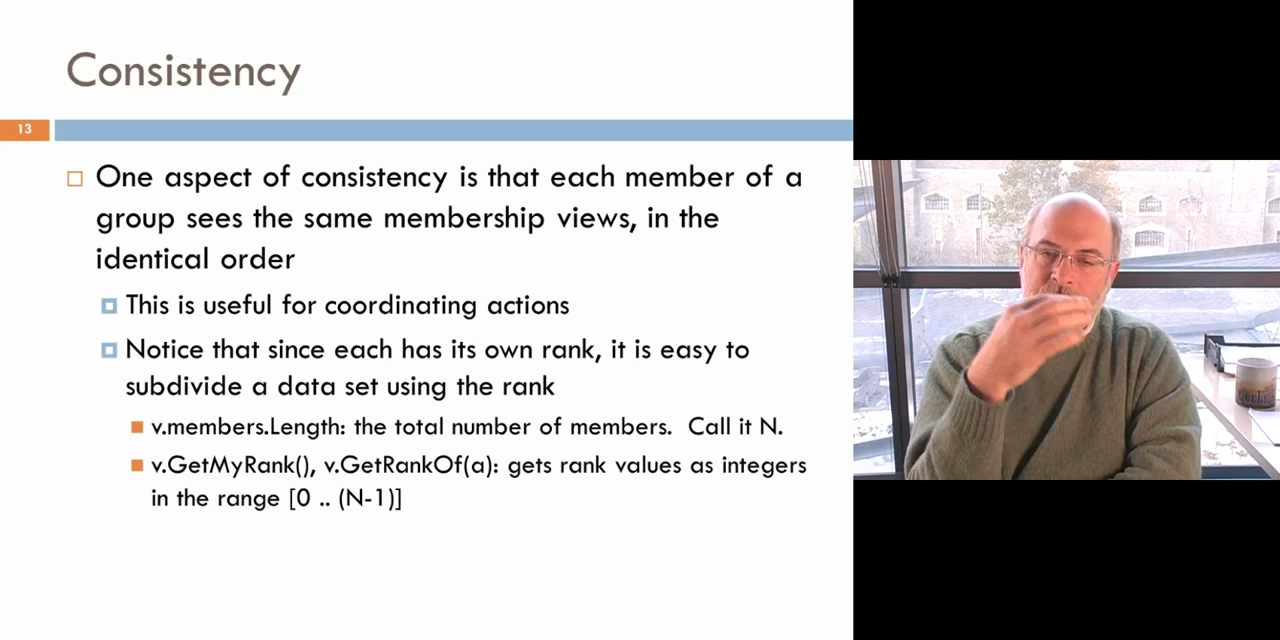 Consistency
13
One aspect of consistency is that each member of a
group sees the same membership views, in the
identical order
This is useful for coordinating actions
Notice that since each has its own rank, it is easy to
subdivide a data set using the rank
v.members.Length: the total number of members. Call it N.
v.GetMyRank(), v.GetRankOf(a): gets rank values as integers
in the range [0 .. (N-1)]